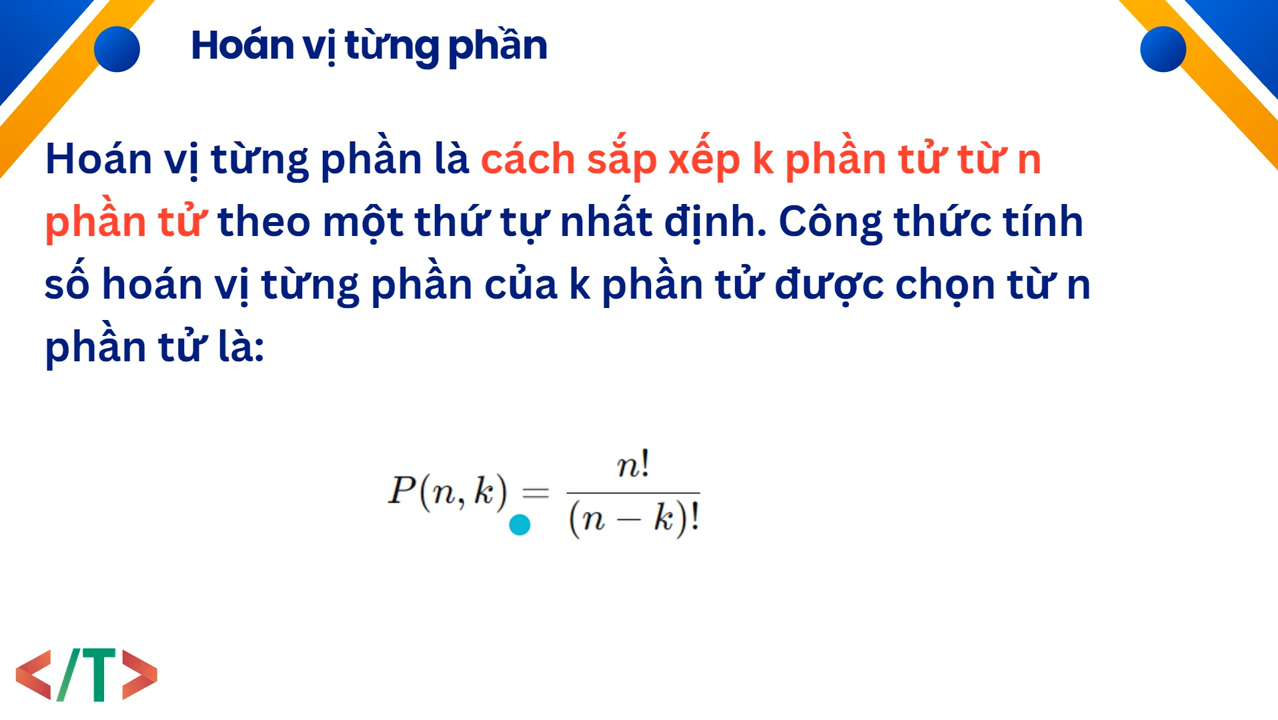 Hoán vị từng phần
Hoán vị từng phần là cách sắp xếp k phần tử từ n
phần tử theo một thứ tự nhất định. Công thức tính
số hoán vị từng phần của k phần tử được chọn từ n
phần tử là:
P(n, k) = n! / (n − k)!
</T>